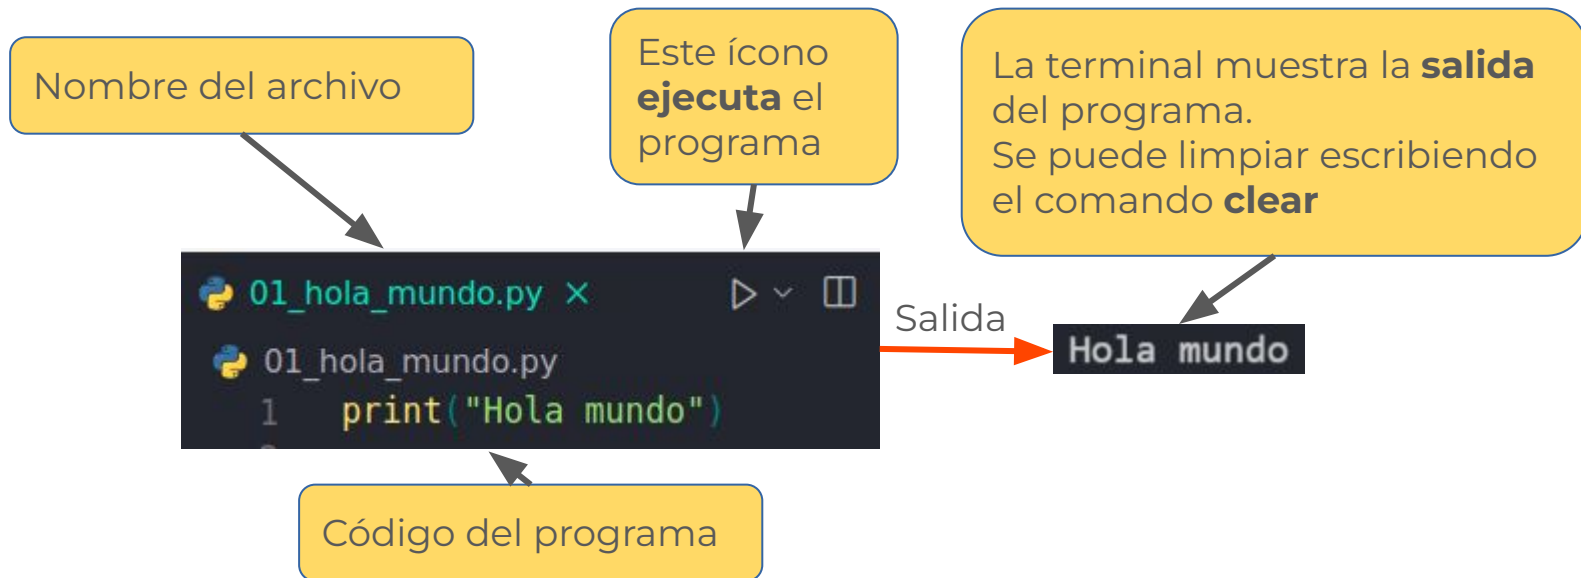 Nombre del archivo
Este ícono
ejecuta el
programa
La terminal muestra la salida
del programa.
Se puede limpiar escribiendo
el comando clear
01_hola_mundo.py ×
01_hola_mundo.py
1 print("Hola mundo")
Salida
Hola mundo
Código del programa